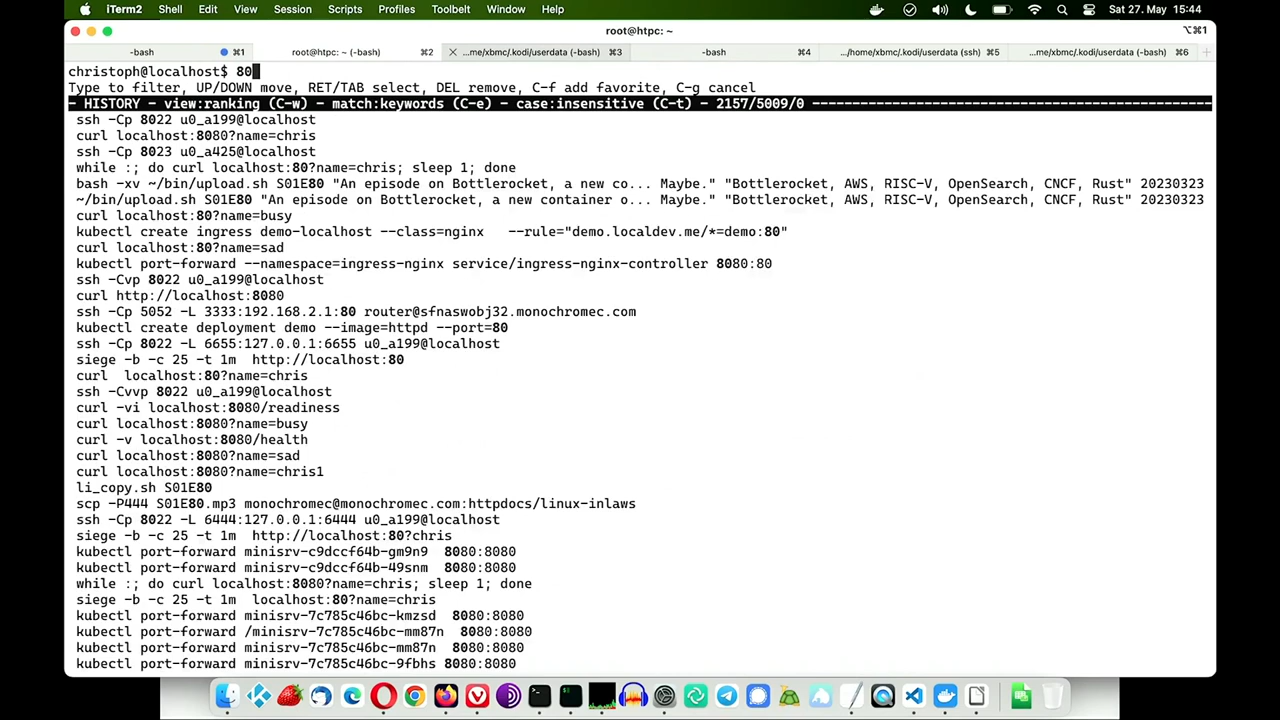 iTerm2 Shell Edit View Session Scripts Profiles Toolbelt Window Help Sat 27. May 15:44
root@htpc: ~ ⌥⌘1
-bash ⌘1 root@htpc: ~ (-bash) ⌘2 ...me/xbmc/.kodi/userdata (-bash) ⌘3 -bash ⌘4 .../home/xbmc/.kodi/userdata (ssh) ⌘5 ...me/xbmc/.kodi/userdata (-bash) ⌘6
christoph@localhost$ 80
Type to filter, UP/DOWN move, RET/TAB select, DEL remove, C-f add favorite, C-g cancel
- HISTORY - view:ranking (C-w) - match:keywords (C-e) - case:insensitive (C-t) - 2157/5009/0 --------------------------------------------------
ssh -Cp 8022 u0_a199@localhost
curl localhost:8080?name=chris
ssh -Cp 8023 u0_a425@localhost
while :; do curl localhost:80?name=chris; sleep 1; done
bash -xv ~/bin/upload.sh S01E80 "An episode on Bottlerocket, a new co... Maybe." "Bottlerocket, AWS, RISC-V, OpenSearch, CNCF, Rust" 20230323
~/bin/upload.sh S01E80 "An episode on Bottlerocket, a new container o... Maybe." "Bottlerocket, AWS, RISC-V, OpenSearch, CNCF, Rust" 20230323
curl localhost:80?name=busy
kubectl create ingress demo-localhost --class=nginx   --rule="demo.localdev.me/*=demo:80"
curl localhost:80?name=sad
kubectl port-forward --namespace=ingress-nginx service/ingress-nginx-controller 8080:80
ssh -Cvp 8022 u0_a199@localhost
curl http://localhost:8080
ssh -Cp 5052 -L 3333:192.168.2.1:80 router@sfnaswobj32.monochromec.com
kubectl create deployment demo --image=httpd --port=80
ssh -Cp 8022 -L 6655:127.0.0.1:6655 u0_a199@localhost
siege -b -c 25 -t 1m  http://localhost:80
curl  localhost:80?name=chris
ssh -Cvvp 8022 u0_a199@localhost
curl -vi localhost:8080/readiness
curl localhost:8080?name=busy
curl -v localhost:8080/health
curl localhost:8080?name=sad
curl localhost:8080?name=chris1
li_copy.sh S01E80
scp -P444 S01E80.mp3 monochromec@monochromec.com:httpdocs/linux-inlaws
ssh -Cp 8022 -L 6444:127.0.0.1:6444 u0_a199@localhost
siege -b -c 25 -t 1m  http://localhost:80?chris
kubectl port-forward minisrv-c9dccf64b-gm9n9  8080:8080
kubectl port-forward minisrv-c9dccf64b-49snm  8080:8080
while :; do curl localhost:8080?name=chris; sleep 1; done
siege -b -c 25 -t 1m  localhost:80?name=chris
kubectl port-forward minisrv-7c785c46bc-kmzsd  8080:8080
kubectl port-forward /minisrv-7c785c46bc-mm87n  8080:8080
kubectl port-forward minisrv-7c785c46bc-mm87n  8080:8080
kubectl port-forward minisrv-7c785c46bc-9fbhs 8080:8080